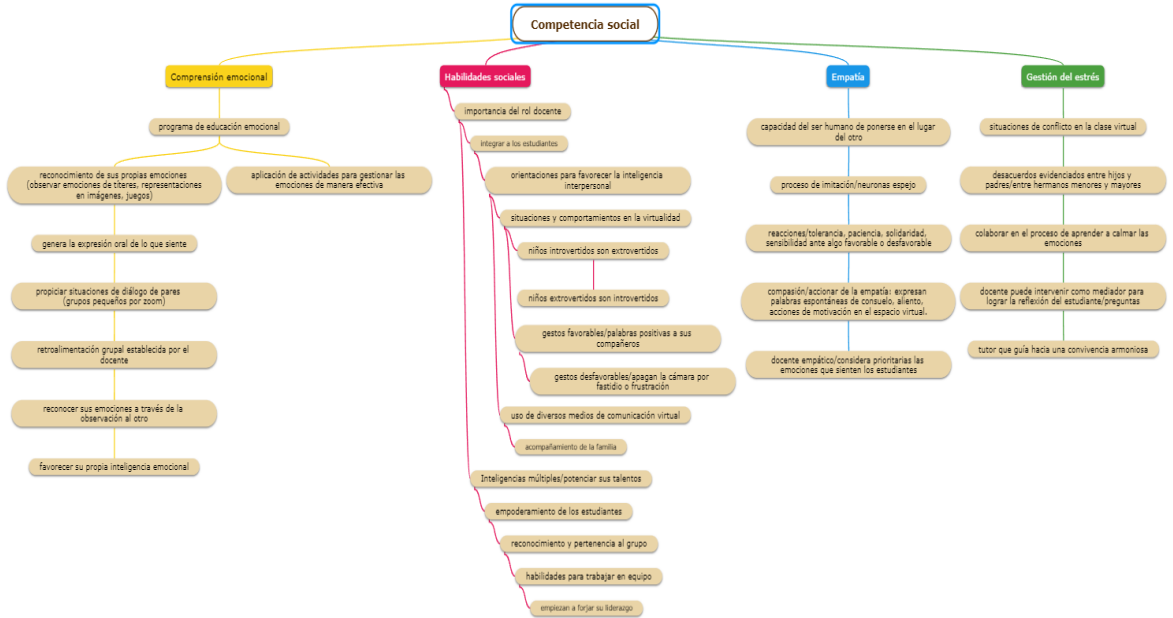 Competencia social
Comprensión emocional
programa de educación emocional
reconocimiento de sus propias emociones
(observar emociones de títeres, representaciones
en imágenes, juegos)
aplicación de actividades para gestionar las
emociones de manera efectiva
genera la expresión oral de lo que siente
propiciar situaciones de diálogo de pares
(grupos pequeños por zoom)
retroalimentación grupal establecida por el
docente
reconocer sus emociones a través de la
observación al otro
favorecer su propia inteligencia emocional
Habilidades sociales
importancia del rol docente
integrar a los estudiantes
orientaciones para favorecer la inteligencia
interpersonal
situaciones y comportamientos en la virtualidad
niños introvertidos son extrovertidos
niños extrovertidos son introvertidos
gestos favorables/palabras positivas a sus
compañeros
gestos desfavorables/apagan la cámara por
fastidio o frustración
uso de diversos medios de comunicación virtual
acompañamiento de la familia
Inteligencias múltiples/potenciar sus talentos
empoderamiento de los estudiantes
reconocimiento y pertenencia al grupo
habilidades para trabajar en equipo
empiezan a forjar su liderazgo
Empatía
capacidad del ser humano de ponerse en el lugar
del otro
proceso de imitación/neuronas espejo
reacciones/tolerancia, paciencia, solidaridad,
sensibilidad ante algo favorable o desfavorable
compasión/accionar de la empatía: expresan
palabras espontáneas de consuelo, aliento,
acciones de motivación en el espacio virtual.
docente empático/considera prioritarias las
emociones que sienten los estudiantes
Gestión del estrés
situaciones de conflicto en la clase virtual
desacuerdos evidenciados entre hijos y
padres/entre hermanos menores y mayores
colaborar en el proceso de aprender a calmar las
emociones
docente puede intervenir como mediador para
lograr la reflexión del estudiante/preguntas
tutor que guía hacia una convivencia armoniosa